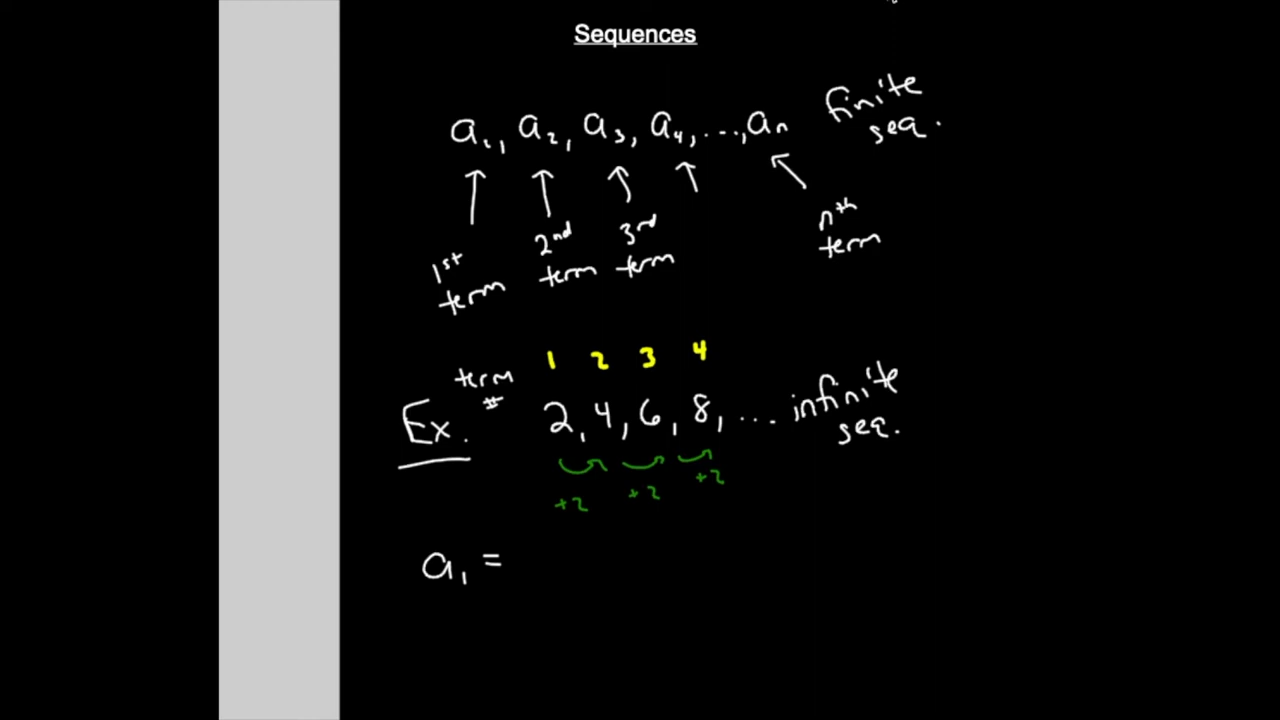 Sequences
a₁, a₂, a₃, a₄, ..., aₙ finite seq.
1st term 2nd term 3rd term nth term
term # 1 2 3 4
Ex. 2, 4, 6, 8, ... infinite seq.
+2 +2 +2
a₁ =